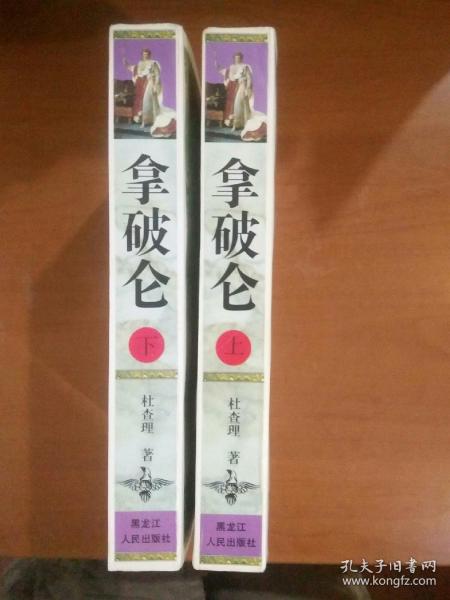 拿破仑
下
杜查理 著
黑龙江
人民出版社
拿破仑
上
杜查理 著
黑龙江
人民出版社
孔夫子旧书网
www.kongfz.com